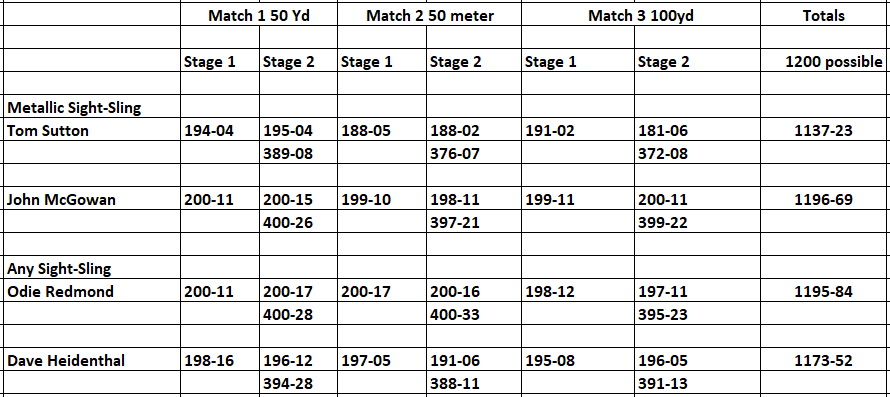 Match 1 50 Yd Match 2 50 meter Match 3 100yd Totals
Stage 1 Stage 2 Stage 1 Stage 2 Stage 1 Stage 2 1200 possible
Metallic Sight-Sling
Tom Sutton 194-04 195-04 188-05 188-02 191-02 181-06 1137-23
389-08 376-07 372-08
John McGowan 200-11 200-15 199-10 198-11 199-11 200-11 1196-69
400-26 397-21 399-22
Any Sight-Sling
Odie Redmond 200-11 200-17 200-17 200-16 198-12 197-11 1195-84
400-28 400-33 395-23
Dave Heidenthal 198-16 196-12 197-05 191-06 195-08 196-05 1173-52
394-28 388-11 391-13